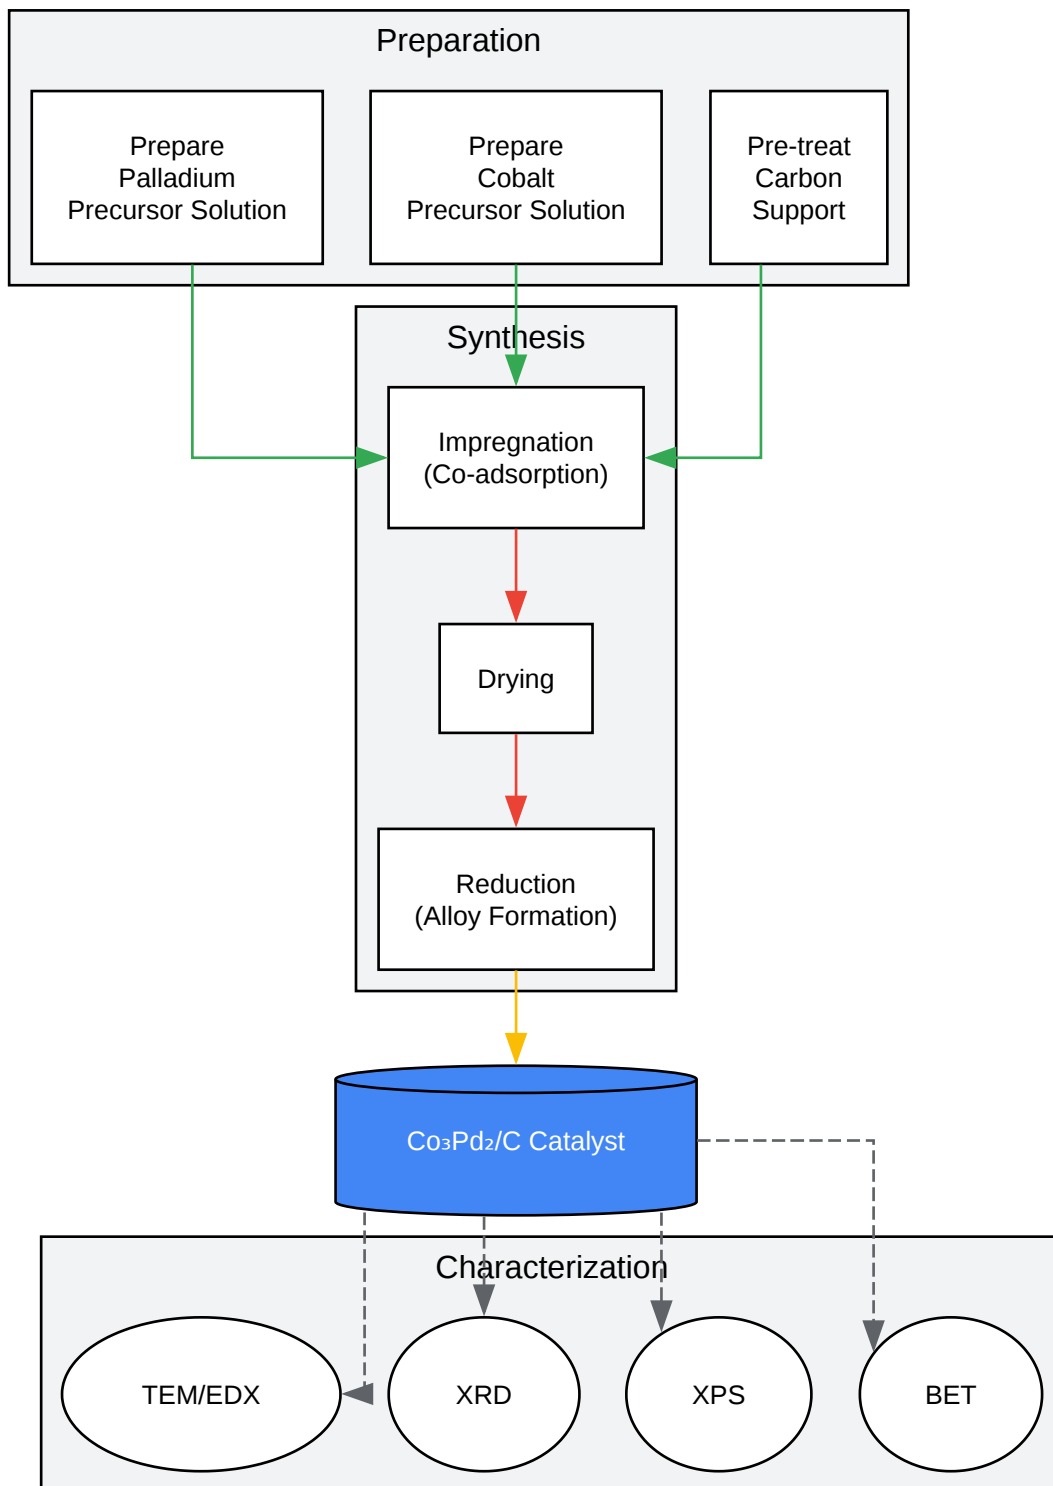 Preparation
Prepare
Palladium
Precursor Solution
Prepare
Cobalt
Precursor Solution
Pre-treat
Carbon
Support
Synthesis
Impregnation
(Co-adsorption)
Drying
Reduction
(Alloy Formation)
Co₃Pd₂/C Catalyst
Characterization
TEM/EDX
XRD
XPS
BET